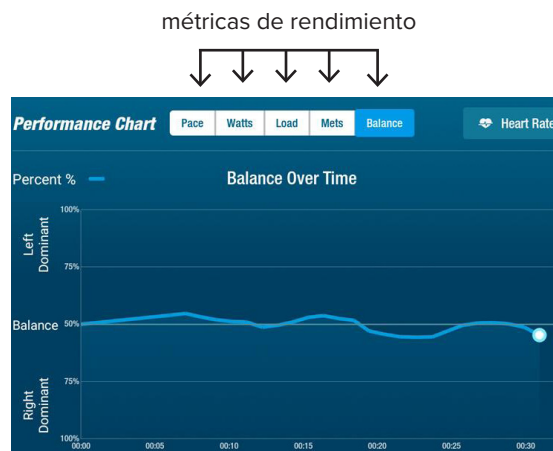 métricas de rendimiento
Performance Chart Pace Watts Load Mets Balance Heart Rate
Percent % Balance Over Time
100%
Left Dominant
75%
Balance 50%
75%
Right Dominant
100%
00:00 00:05 00:10 00:15 00:20 00:25 00:30